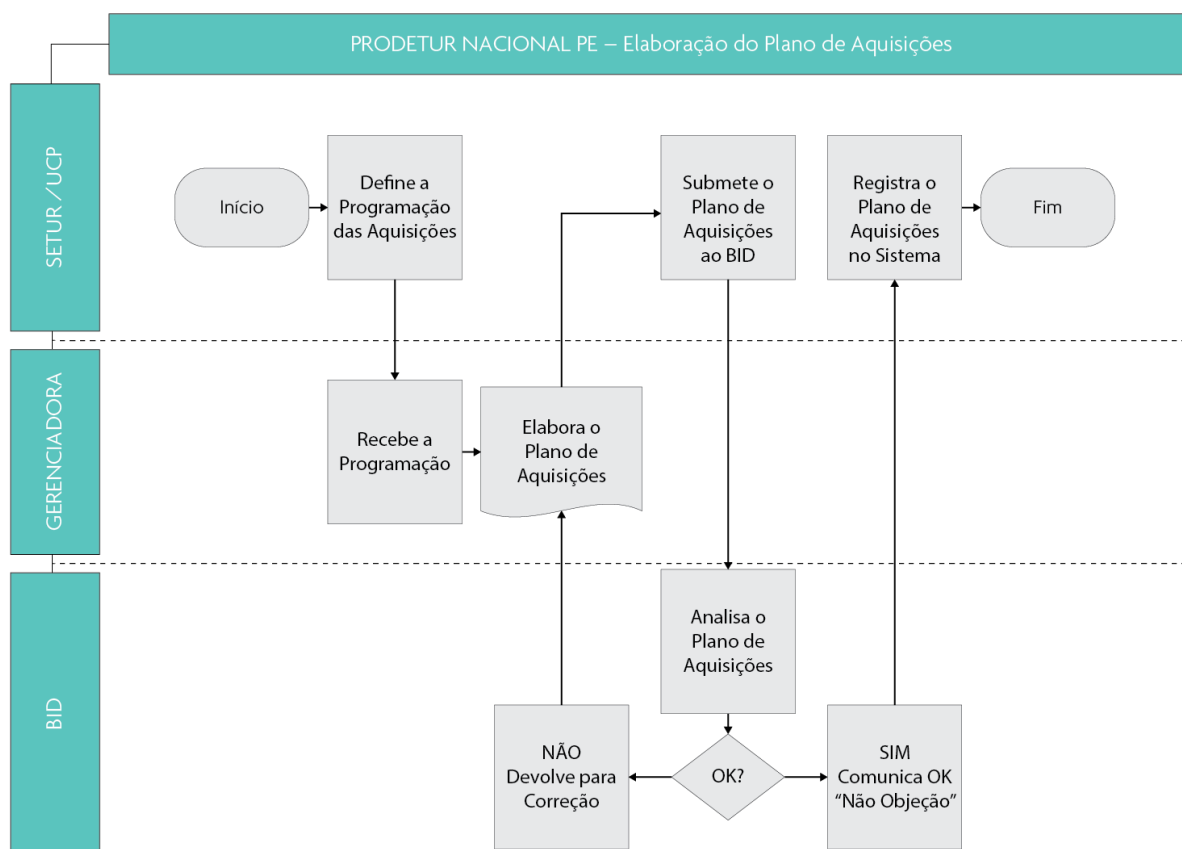 PRODETUR NACIONAL PE – Elaboração do Plano de Aquisições
SETUR /UCP
Início
Define a
Programação
das Aquisições
Submete o
Plano de
Aquisições
ao BID
Registra o
Plano de
Aquisições
no Sistema
Fim
GERENCIADORA
Recebe a
Programação
Elabora o
Plano de
Aquisições
BID
Analisa o
Plano de
Aquisições
NÃO
Devolve para
Correção
OK?
SIM
Comunica OK
“Não Objeção”